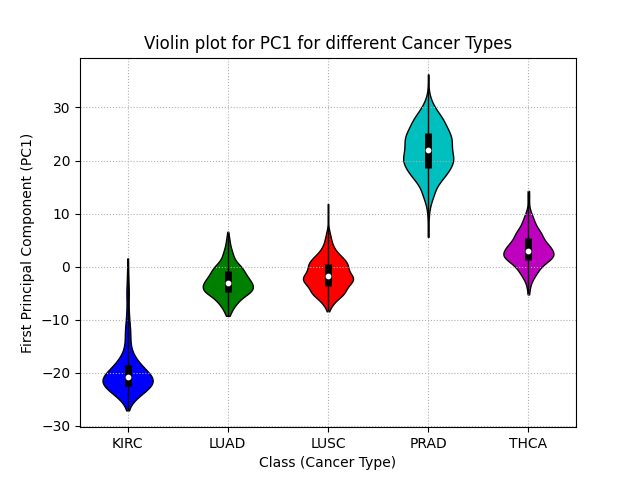 Violin plot for PC1 for different Cancer Types
First Principal Component (PC1)
30
20
10
0
−10
−20
−30
KIRC LUAD LUSC PRAD THCA
Class (Cancer Type)